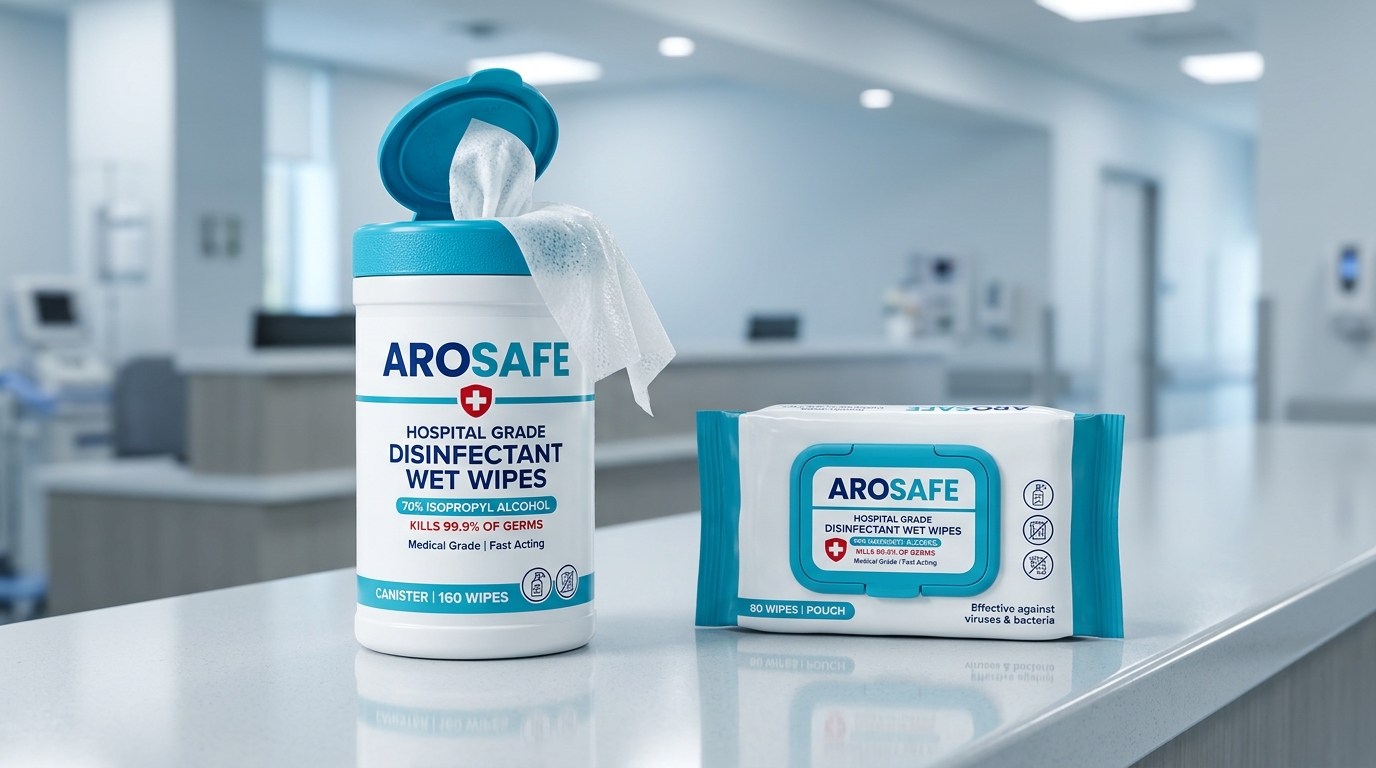 AROSAFE
HOSPITAL GRADE
DISINFECTANT
WET WIPES
70% ISOPROPYL ALCOHOL
KILLS 99.9% OF GERMS
Medical Grade | Fast Acting
CANISTER | 160 WIPES
AROSAFE
AROSAFE
AROSAFE
HOSPITAL GRADE
DISINFECTANT WET WIPES
OF GERMS
Medical Grade / Fast Acting
80 WIPES | POUCH
Effective against
viruses & bacteria